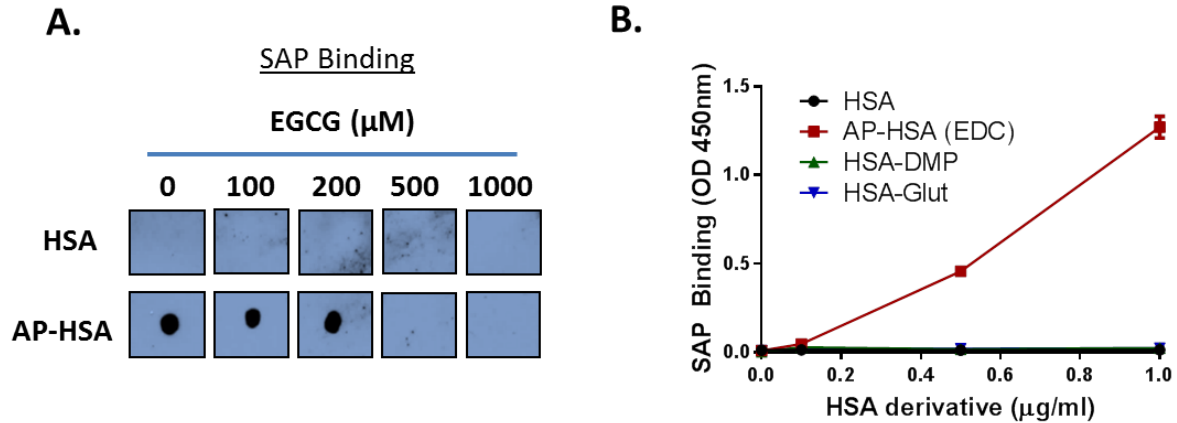 A.
SAP Binding
EGCG (µM)
0 100 200 500 1000
HSA
AP-HSA
B.
SAP Binding (OD 450nm)
1.5
1.0
0.5
0.0
HSA
AP-HSA (EDC)
HSA-DMP
HSA-Glut
0.0 0.2 0.4 0.6 0.8 1.0
HSA derivative (µg/ml)